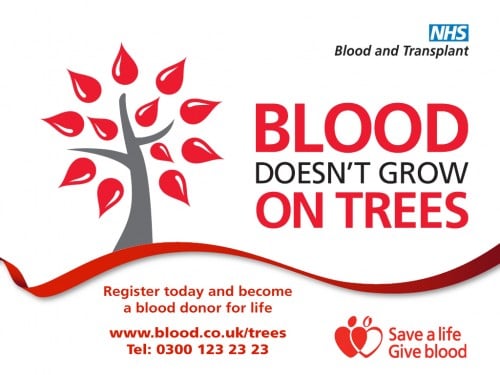 NHS
Blood and Transplant
BLOOD
DOESN'T GROW
ON TREES
Register today and become
a blood donor for life
www.blood.co.uk/trees
Tel: 0300 123 23 23
Save a life
Give blood